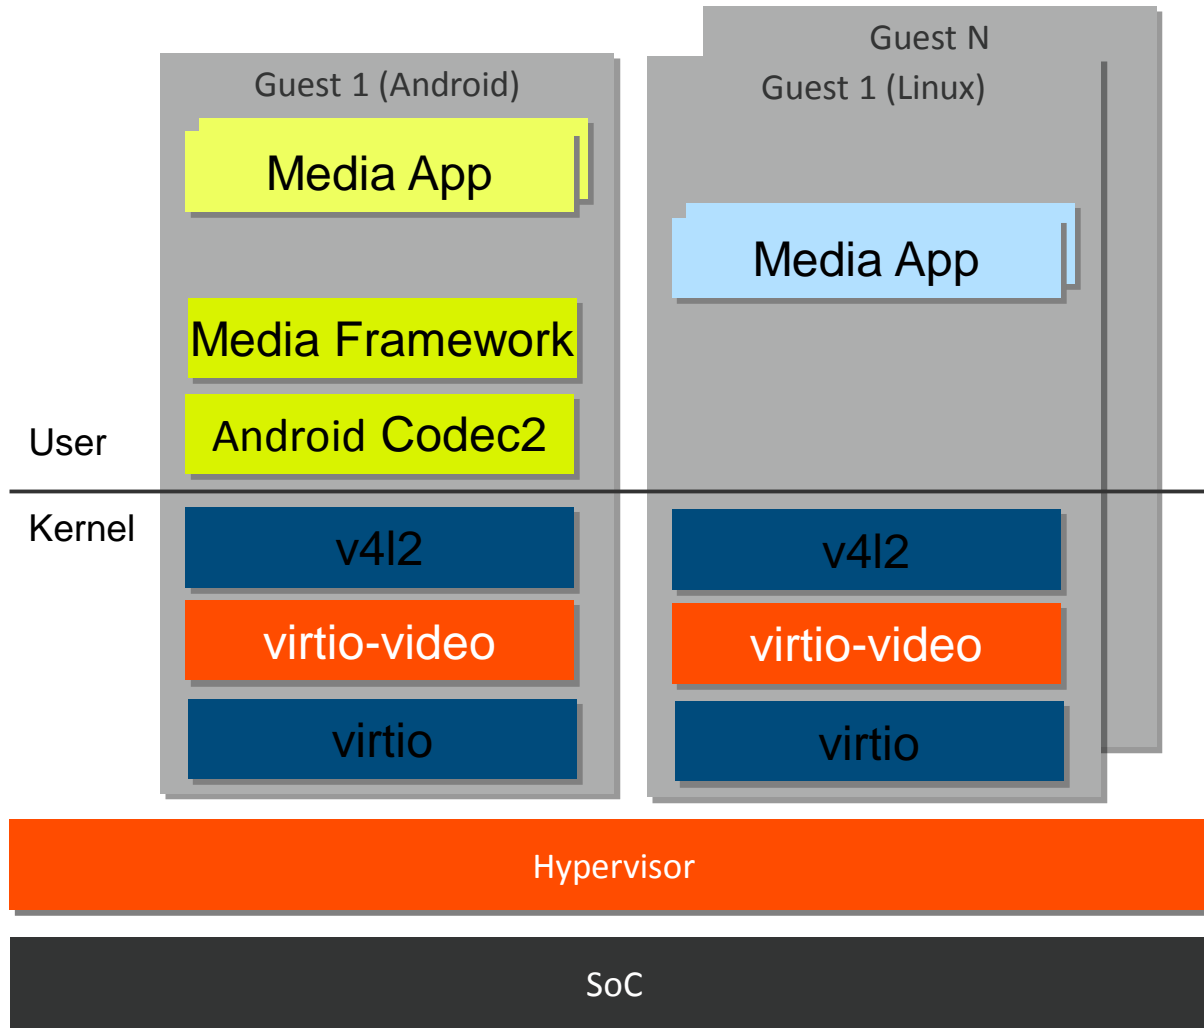 Guest N
Guest 1 (Android)
Guest 1 (Linux)
Media App
Media App
Media Framework
Android Codec2
User
Kernel
v4l2
v4l2
virtio-video
virtio-video
virtio
virtio
Hypervisor
SoC